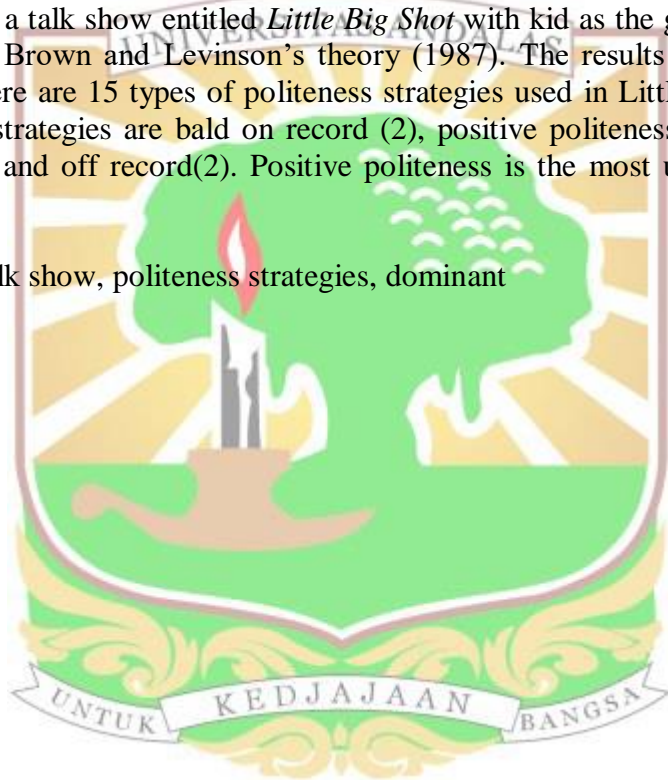 a talk show entitled Little Big Shot with kid as the
UNIVERSITAS ANDALAS
Brown and Levinson's theory (1987). The results
ere are 15 types of politeness strategies used in Littl
strategies are bald on record (2), positive politeness
and off record(2). Positive politeness is the most u
lk show, politeness strategies, dominant
UNTUK KEDJAJAAN BANGSA